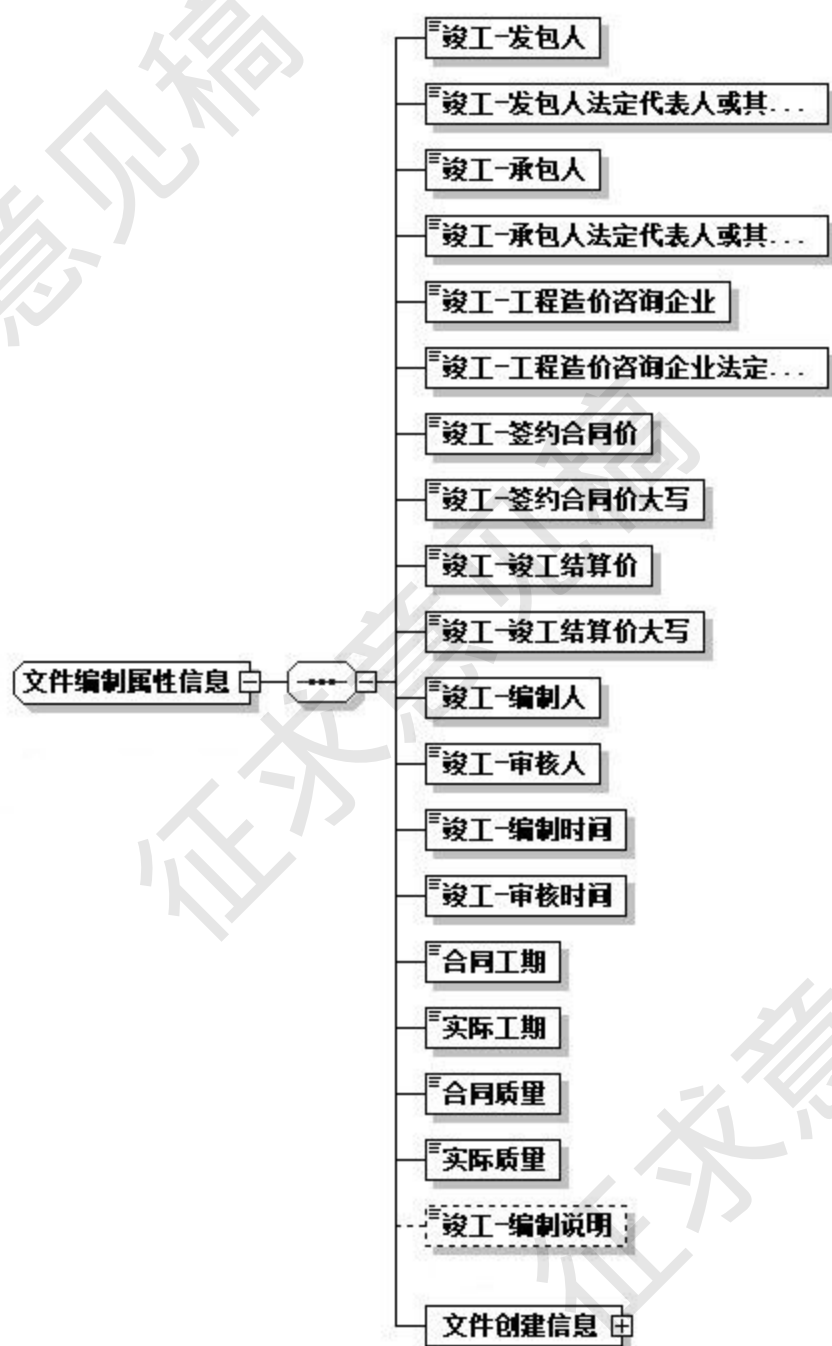 竣工-发包人
竣工-发包人法定代表人或其...
竣工-承包人
竣工-承包人法定代表人或其...
竣工-工程造价咨询企业
竣工-工程造价咨询企业法定...
竣工-签约合同价
竣工-签约合同价大写
竣工-竣工结算价
竣工-竣工结算价大写
文件编制属性信息
竣工-编制人
竣工-审核人
竣工-编制时间
竣工-审核时间
合同工期
实际工期
合同质量
实际质量
竣工-编制说明
文件创建信息
意见稿
征求意见稿
征求意